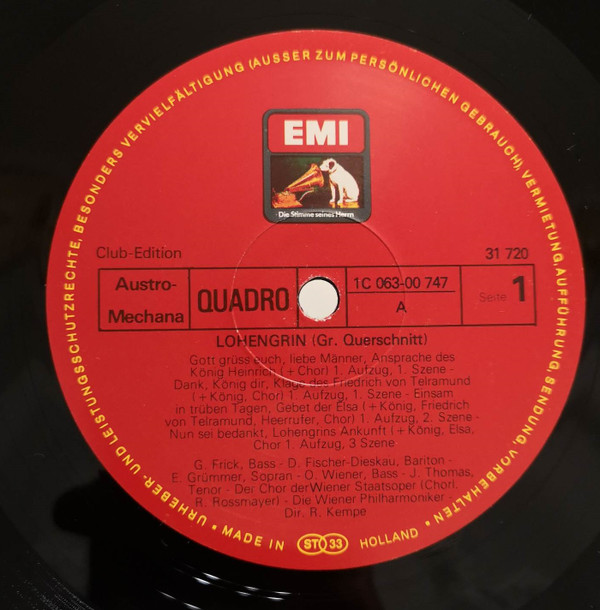 URHEBER- UND LEISTUNGSSCHUTZRECHTE, BESONDERS VERVIELFÄLTIGUNG (AUSSER ZUM PERSÖNLICHEN GEBRAUCH), VERMIETUNG, AUFFÜHRUNG, SENDUNG, VORBEHALTEN
EMI
Die Stimme seines Herrn
Club-Edition
31 720
Austro-
Mechana
QUADRO
1C 063-00 747
A
Seite 1
LOHENGRIN (Gr. Querschnitt)
Gott grüss euch, liebe Männer, Ansprache des
König Heinrich (+ Chor) 1. Aufzug, 1. Szene -
Dank, König dir, Klage des Friedrich von Telramund
(+ König, Chor) 1. Aufzug, 1. Szene - Einsam
in trüben Tagen, Gebet der Elsa (+ König, Friedrich
von Telramund, Heerrufer, Chor) 1. Aufzug, 2. Szene -
Nun sei bedankt, Lohengrins Ankunft (+ König, Elsa,
Chor 1. Aufzug, 3 Szene
G. Frick, Bass - D. Fischer-Dieskau, Bariton -
E. Grümmer, Sopran - O. Wiener, Bass - J. Thomas,
Tenor - Der Chor der Wiener Staatsoper (Chorl.
R. Rossmayer) - Die Wiener Philharmoniker -
Dir. R. Kempe
• MADE IN ST 33 HOLLAND •